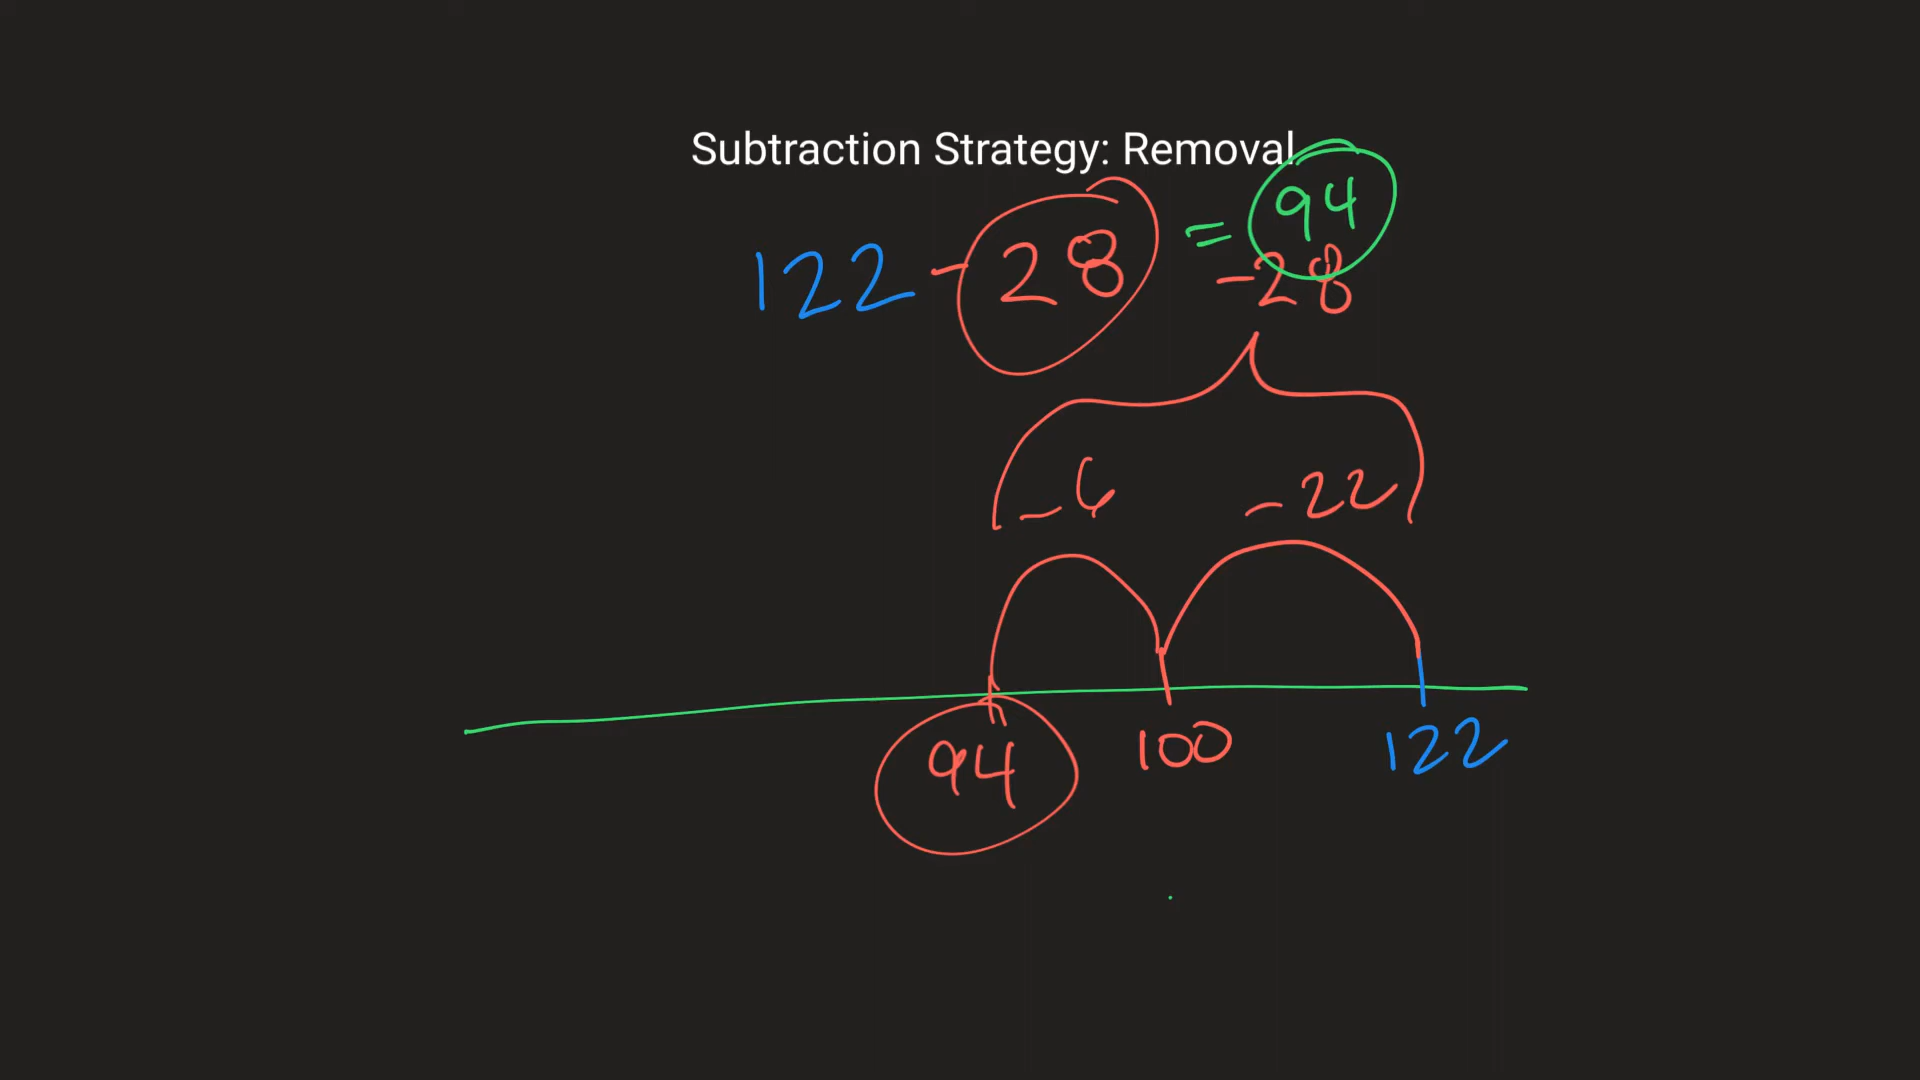 Subtraction Strategy: Removal
122 - 28 = 94
-28
-6 -22
94 100 122